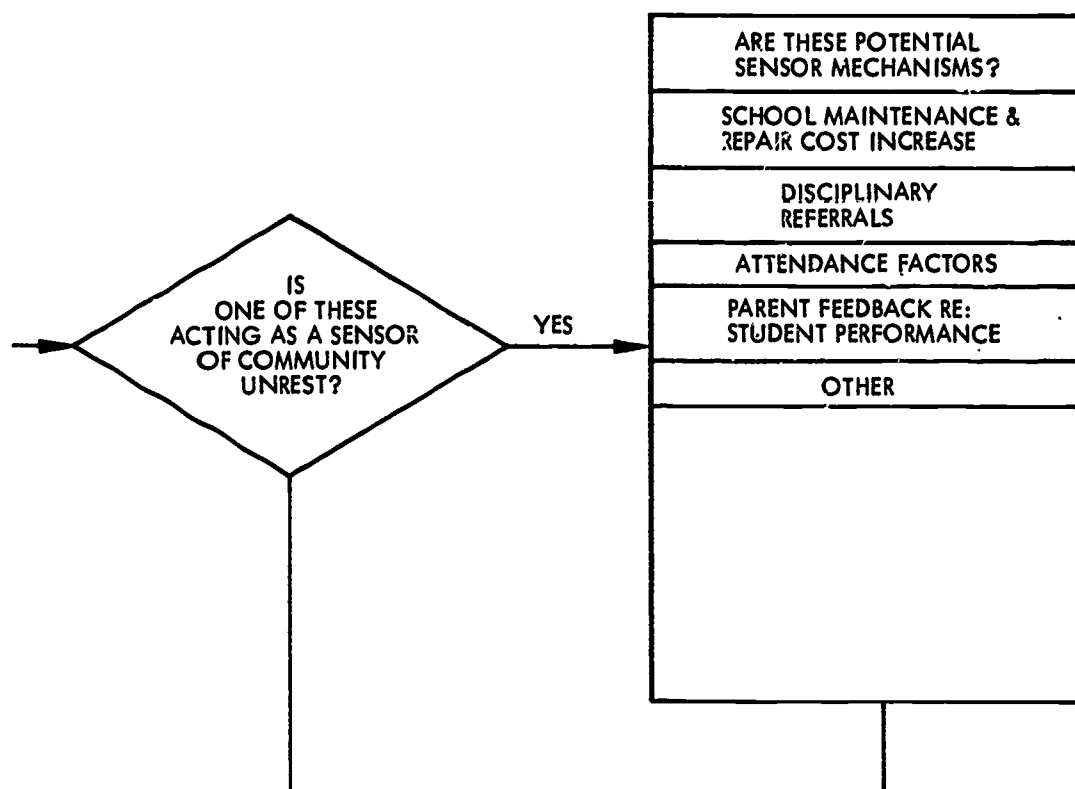 IS
ONE OF THESE
ACTING AS A SENSOR
OF COMMUNITY
UNREST?
YES
ARE THESE POTENTIAL
SENSOR MECHANISMS?
SCHOOL MAINTENANCE &
REPAIR COST INCREASE
DISCIPLINARY
REFERRALS
ATTENDANCE FACTORS
PARENT FEEDBACK RE:
STUDENT PERFORMANCE
OTHER